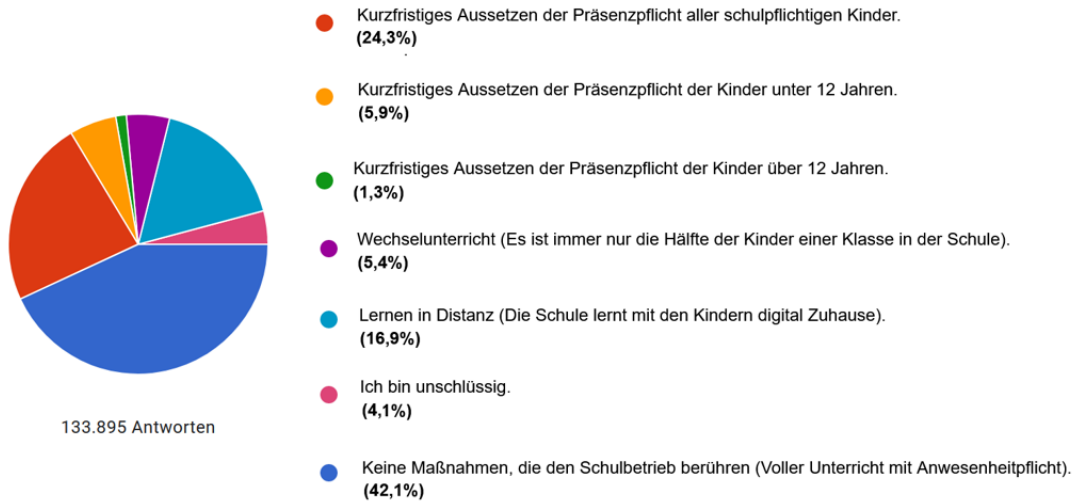 Kurzfristiges Aussetzen der Präsenzpflicht aller schulpflichtigen Kinder.
(24,3%)
Kurzfristiges Aussetzen der Präsenzpflicht der Kinder unter 12 Jahren.
(5,9%)
Kurzfristiges Aussetzen der Präsenzpflicht der Kinder über 12 Jahren.
(1,3%)
Wechselunterricht (Es ist immer nur die Hälfte der Kinder einer Klasse in der Schule).
(5,4%)
Lernen in Distanz (Die Schule lernt mit den Kindern digital Zuhause).
(16,9%)
Ich bin unschlüssig.
(4,1%)
Keine Maßnahmen, die den Schulbetrieb berühren (Voller Unterricht mit Anwesenheitpflicht).
(42,1%)
133.895 Antworten